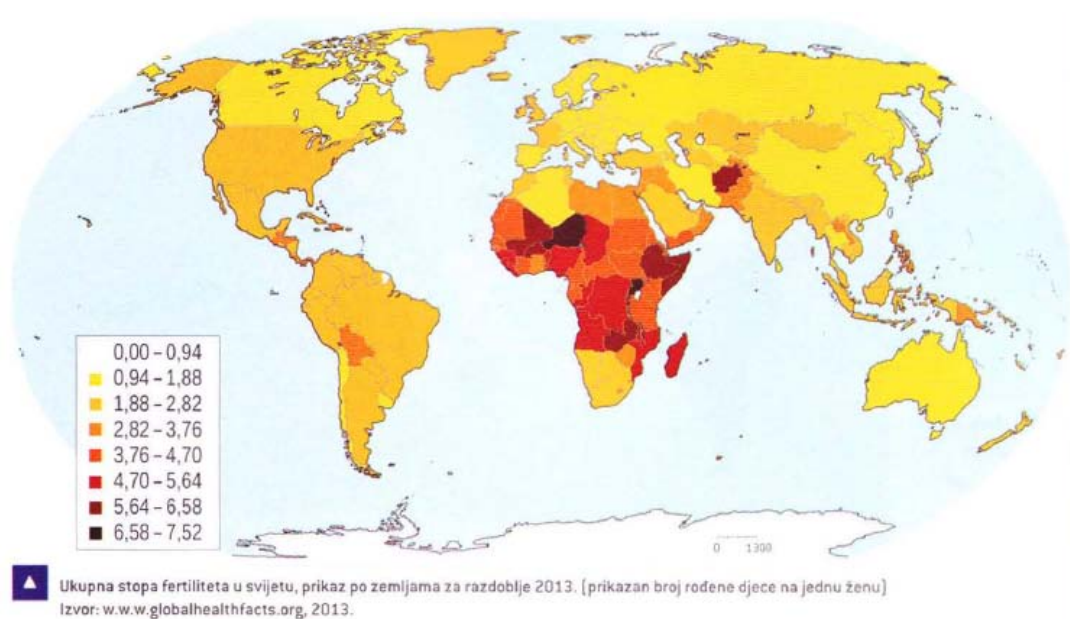 0,00 – 0,94
0,94 – 1,88
1,88 – 2,82
2,82 – 3,76
3,76 – 4,70
4,70 – 5,64
5,64 – 6,58
6,58 – 7,52
0 1300
Ukupna stopa fertiliteta u svijetu, prikaz po zemljama za razdoblje 2013. (prikazan broj rođene djece na jednu ženu)
Izvor: w.w.w.globalhealthfacts.org, 2013.